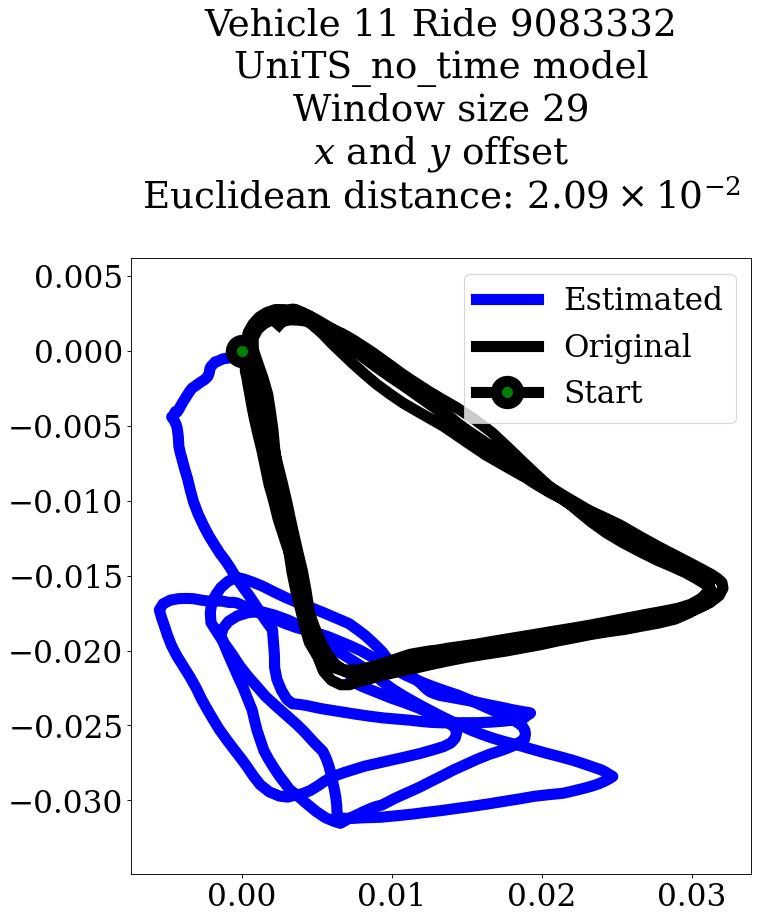 Vehicle 11 Ride 9083332
UniTS_no_time model
Window size 29
x and y offset
Euclidean distance: 2.09 × 10⁻²
0.005
0.000
−0.005
−0.010
−0.015
−0.020
−0.025
−0.030
Estimated
Original
Start
0.00 0.01 0.02 0.03